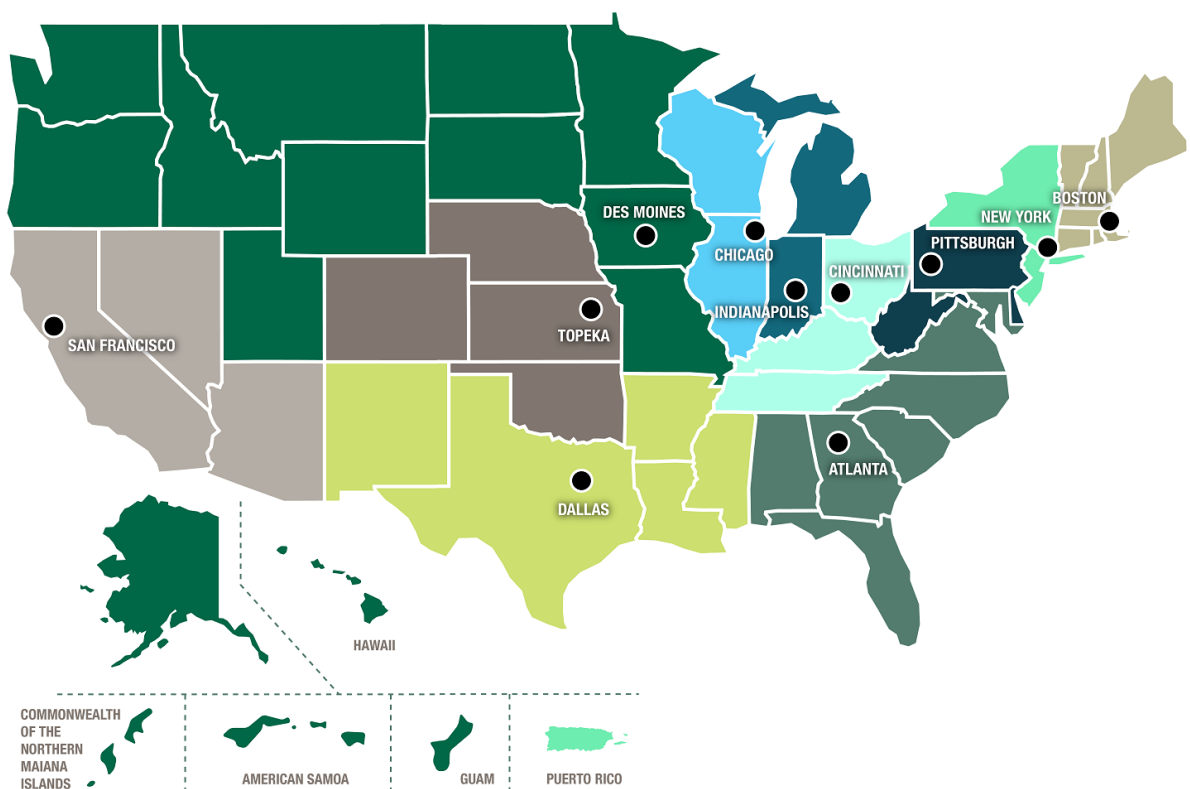 BOSTON
DES MOINES
NEW YORK
PITTSBURGH
CHICAGO
CINCINNATI
INDIANAPOLIS
TOPEKA
SAN FRANCISCO
ATLANTA
DALLAS
HAWAII
COMMONWEALTH
OF THE
NORTHERN
MAIANA
ISLANDS
AMERICAN SAMOA
GUAM
PUERTO RICO